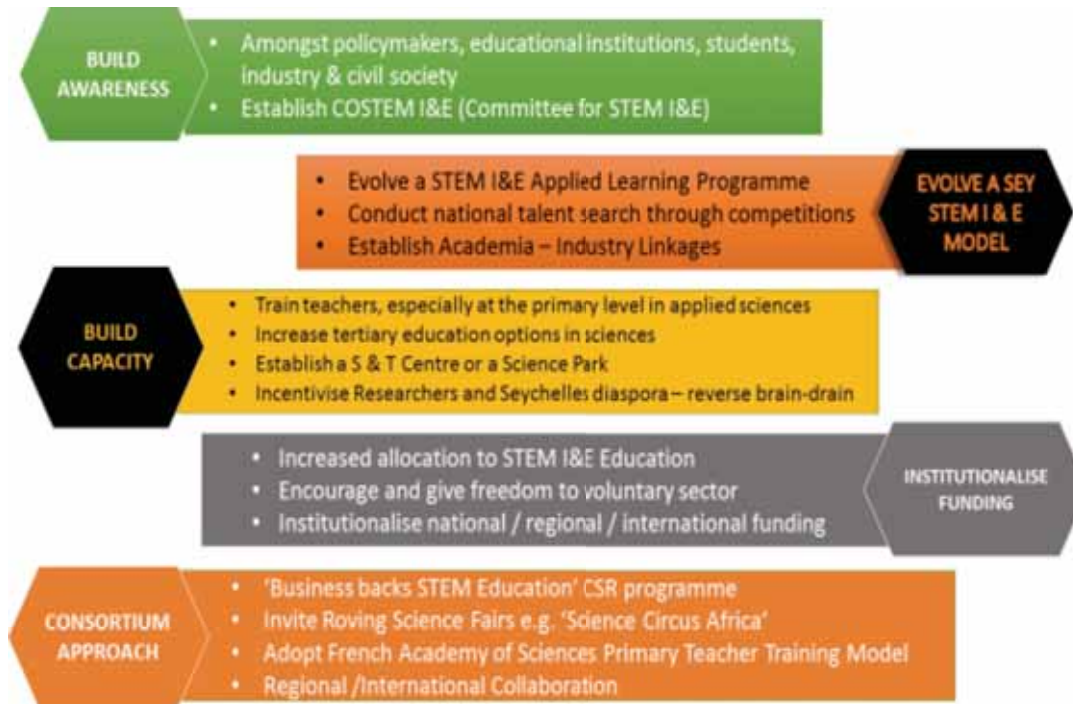 BUILD
AWARENESS
• Amongst policymakers, educational institutions, students,
industry & civil society
• Establish COSTEM I&E (Committee for STEM I&E)
• Evolve a STEM I&E Applied Learning Programme
• Conduct national talent search through competitions
• Establish Academia – Industry Linkages
EVOLVE A SEY
STEM I & E
MODEL
BUILD
CAPACITY
• Train teachers, especially at the primary level in applied sciences
• Increase tertiary education options in sciences
• Establish a S & T Centre or a Science Park
• Incentivise Researchers and Seychelles diaspora – reverse brain-drain
• Increased allocation to STEM I&E Education
• Encourage and give freedom to voluntary sector
• Institutionalise national / regional / international funding
INSTITUTIONALISE
FUNDING
CONSORTIUM
APPROACH
• 'Business backs STEM Education' CSR programme
• Invite Roving Science Fairs e.g. 'Science Circus Africa'
• Adopt French Academy of Sciences Primary Teacher Training Model
• Regional /International Collaboration